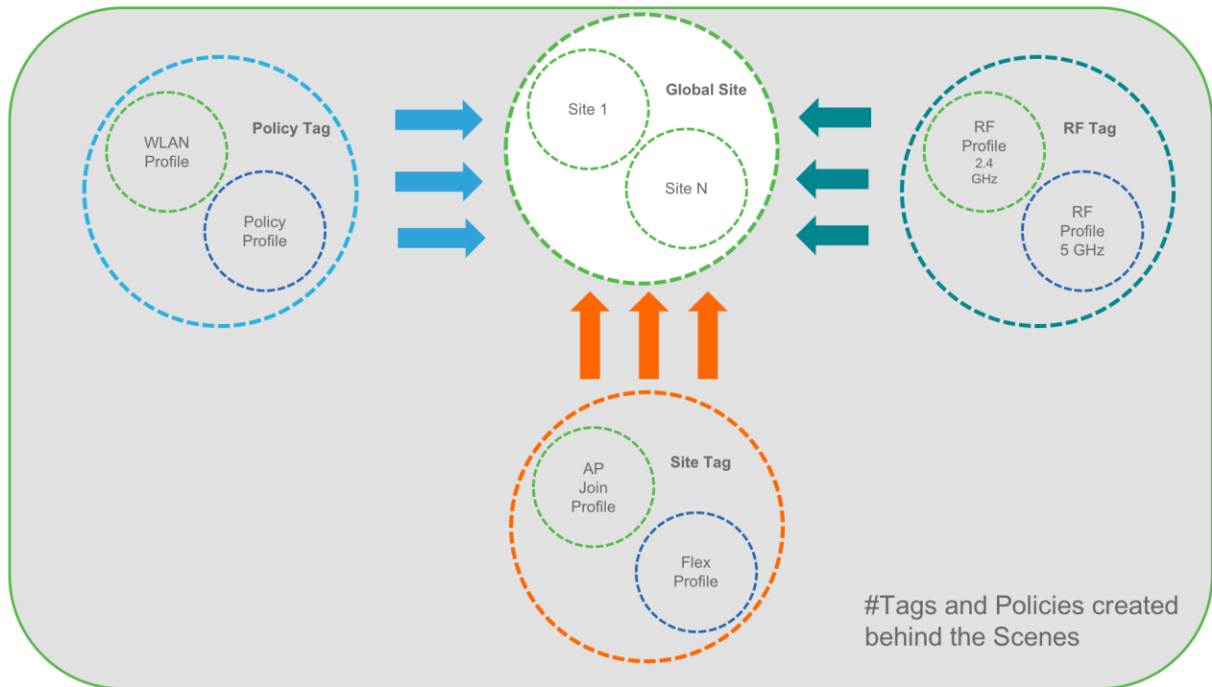 Policy Tag
WLAN
Profile
Policy
Profile
Global Site
Site 1
Site N
RF Tag
RF
Profile
2.4
GHz
RF
Profile
5 GHz
Site Tag
AP
Join
Profile
Flex
Profile
#Tags and Policies created
behind the Scenes